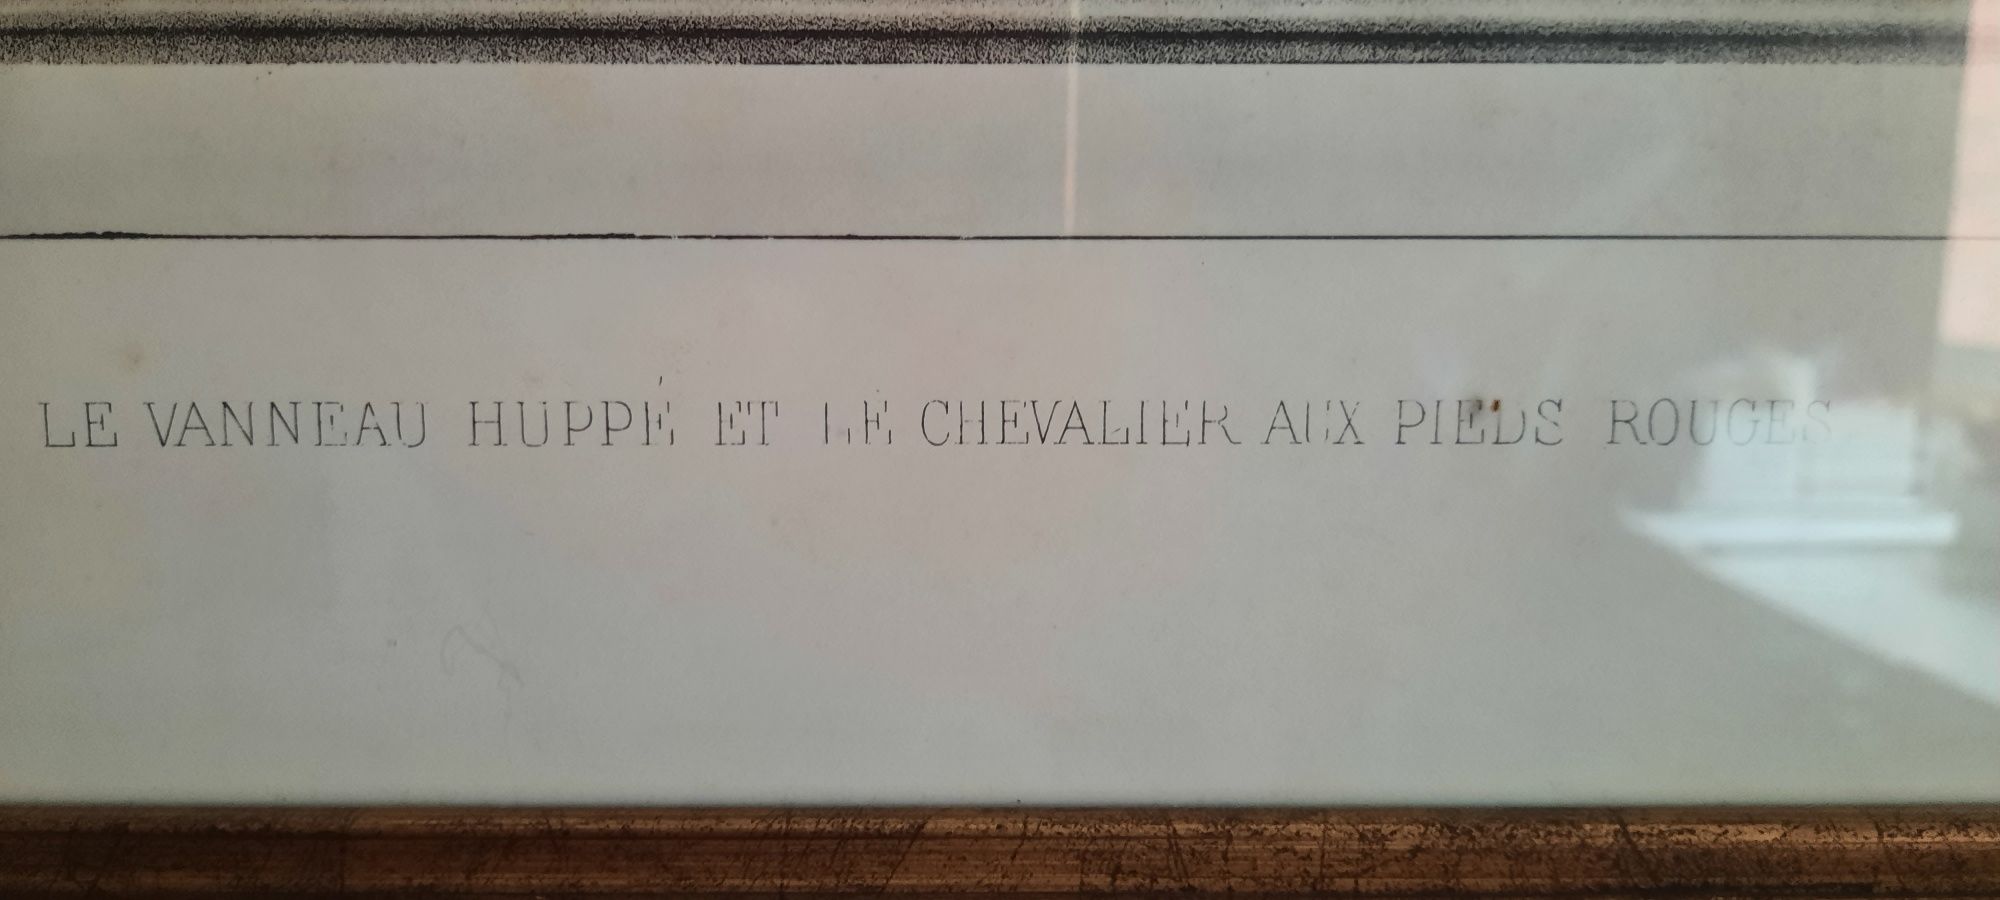 LE VANNEAU HUPPÉ ET LE CHEVALIER AUX PIEDS ROUGES